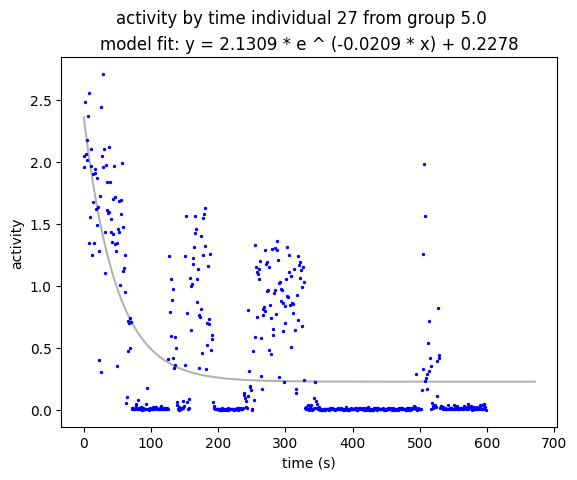 activity by time individual 27 from group 5.0
model fit: y = 2.1309 * e ^ (-0.0209 * x) + 0.2278
2.5
2.0
1.5
1.0
0.5
0.0
activity
0 100 200 300 400 500 600 700
time (s)